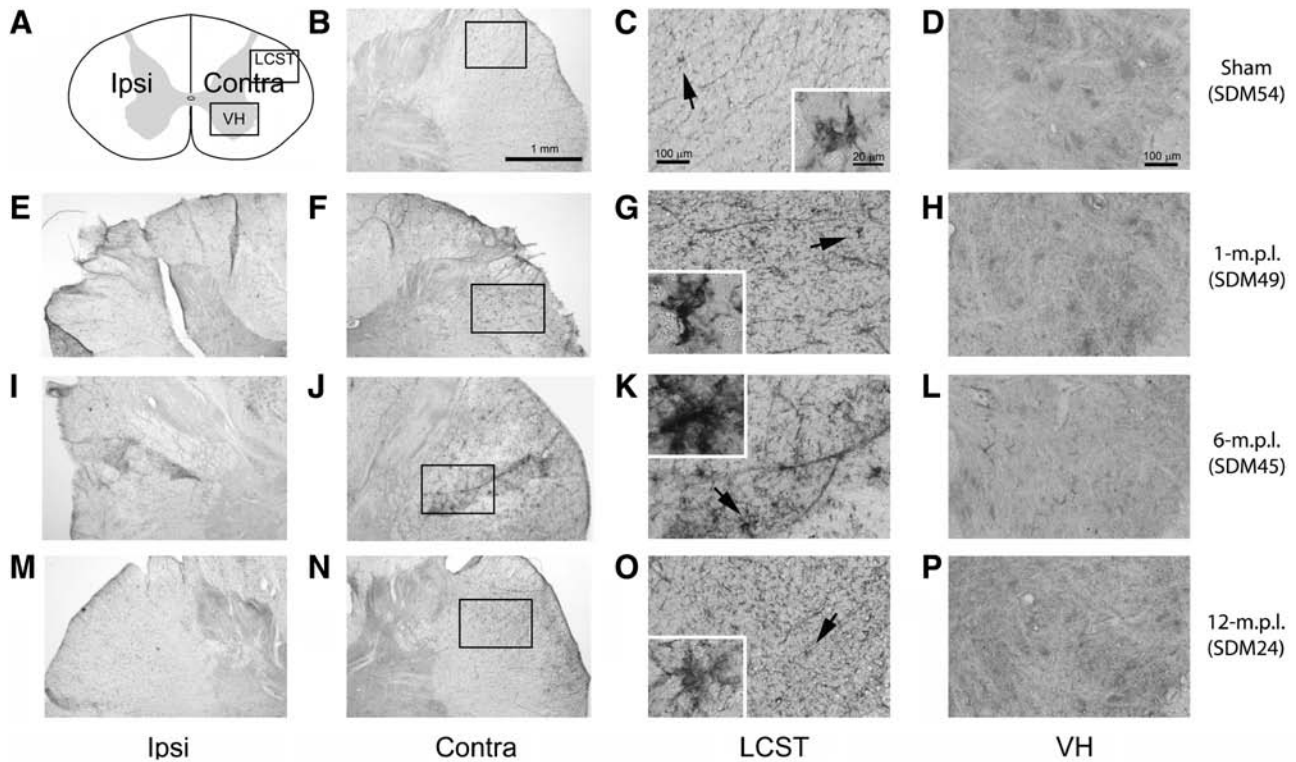 A
Ipsi
Contra
LCST
VH
B
1 mm
C
100 µm
20 µm
D
100 µm
Sham
(SDM54)
E
F
G
H
1-m.p.l.
(SDM49)
I
J
K
L
6-m.p.l.
(SDM45)
M
N
O
P
12-m.p.l.
(SDM24)
Ipsi
Contra
LCST
VH